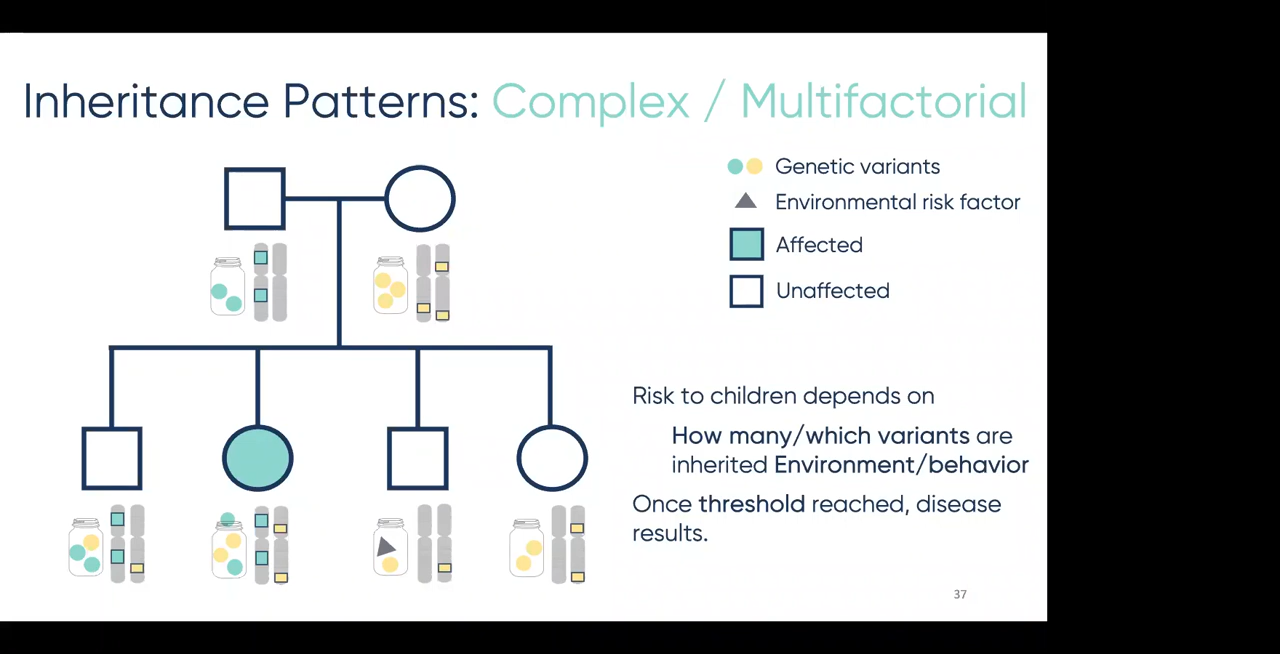 Inheritance Patterns: Complex / Multifactorial
Genetic variants
Environmental risk factor
Affected
Unaffected
Risk to children depends on
How many/which variants are
inherited Environment/behavior
Once threshold reached, disease
results.
37